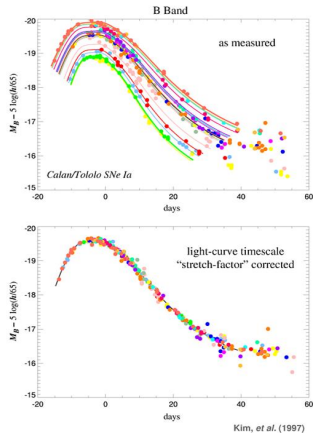 B Band
as measured
Calan/Tololo SNe Ia
M_B – 5 log(h/65)
-20
-19
-18
-17
-16
-15
-20
0
20
40
60
days
light-curve timescale
“stretch-factor” corrected
M_B – 5 log(h/65)
-20
-19
-18
-17
-16
-15
-20
0
20
40
60
days
Kim, et al. (1997)